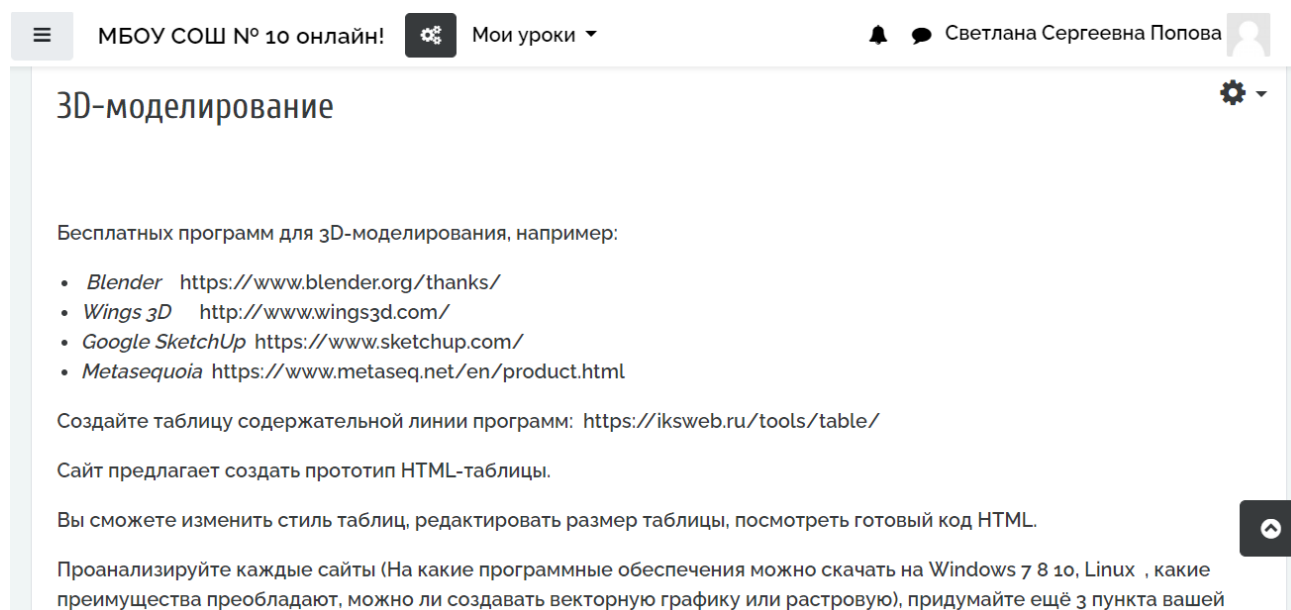 МБОУ СОШ № 10 онлайн! Мои уроки Светлана Сергеевна Попова
3D-моделирование
Бесплатных программ для 3D-моделирования, например:
• Blender https://www.blender.org/thanks/
• Wings 3D http://www.wings3d.com/
• Google SketchUp https://www.sketchup.com/
• Metasequoia https://www.metaseq.net/en/product.html
Создайте таблицу содержательной линии программ: https://iksweb.ru/tools/table/
Сайт предлагает создать прототип HTML-таблицы.
Вы сможете изменить стиль таблиц, редактировать размер таблицы, посмотреть готовый код HTML.
Проанализируйте каждые сайты (На какие программные обеспечения можно скачать на Windows 7 8 10, Linux , какие
преимущества преобладают, можно ли создавать векторную графику или растровую), придумайте ещё 3 пункта вашей